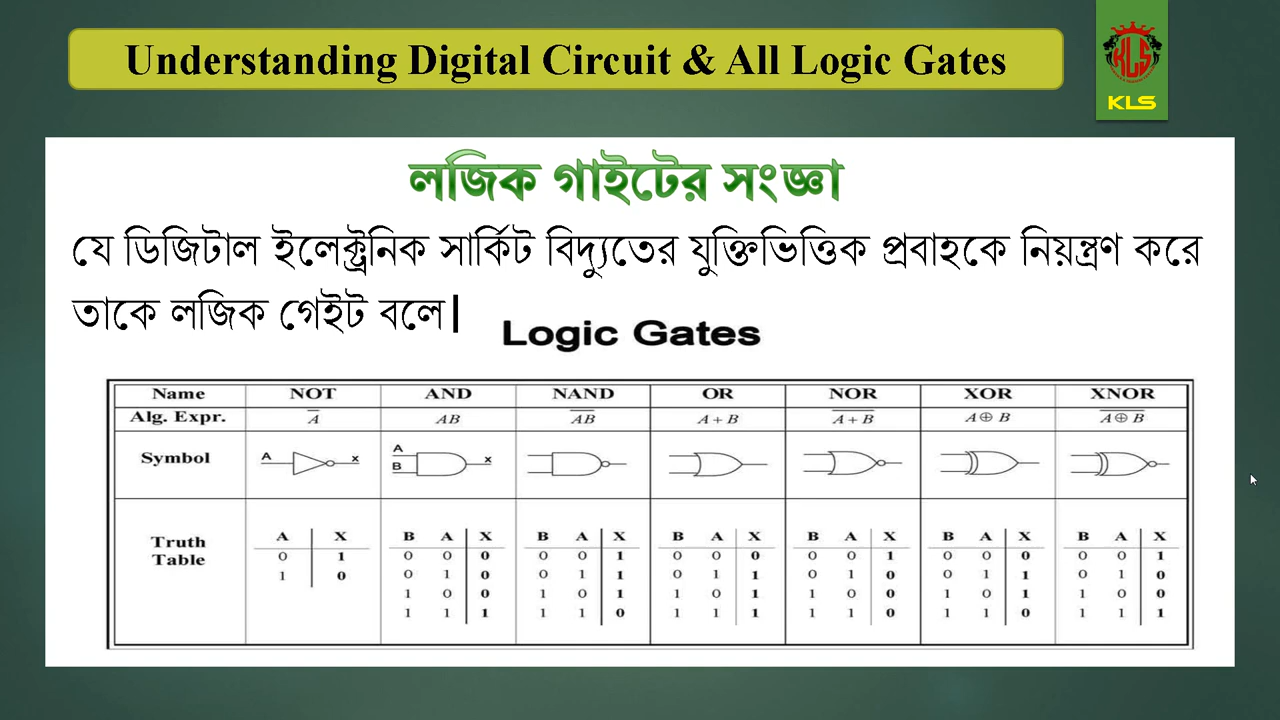 Understanding Digital Circuit & All Logic Gates
KLS
KLS
লজিক গাইটের সংজ্ঞা
যে ডিজিটাল ইলেক্ট্রনিক সার্কিট বিদ্যুতের যুক্তিভিত্তিক প্রবাহকে নিয়ন্ত্রণ করে
তাকে লজিক গেইট বলে।
Logic Gates
Name NOT AND NAND OR NOR XOR XNOR
Alg. Expr. A̅ AB A̅B̅ A + B A̅ ̅+̅ ̅B̅ A ⊕ B A̅ ̅⊕̅ ̅B̅
Symbol A x A B x
Truth Table
A X B A X B A X B A X B A X B A X B A X
0 1 0 0 0 0 0 1 0 0 0 0 0 1 0 0 0 0 0 1
1 0 0 1 0 0 1 1 0 1 1 0 1 0 0 1 1 0 1 0
1 0 0 1 0 1 1 0 1 1 0 0 1 0 1 1 0 0
1 1 1 1 1 0 1 1 1 1 1 0 1 1 0 1 1 1